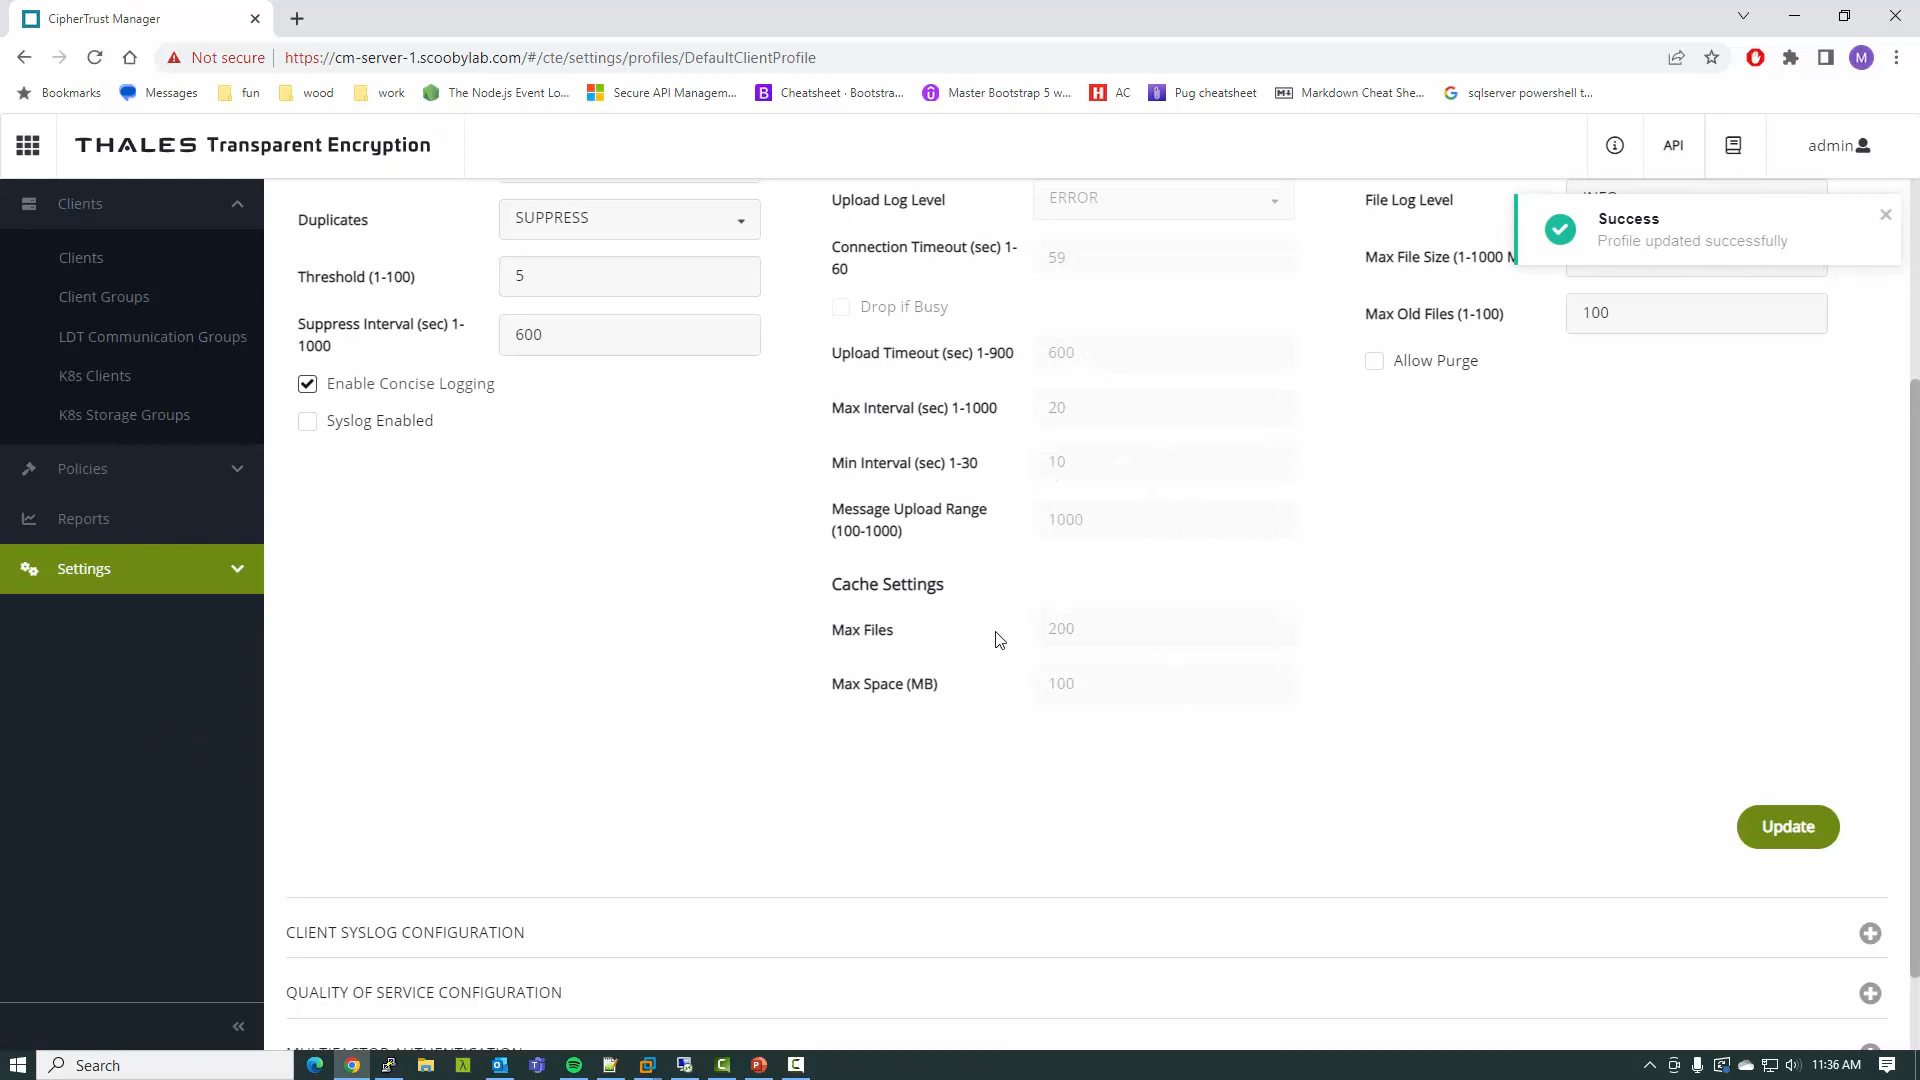 CipherTrust Manager
Not secure
https://cm-server-1.scoobylab.com/#/cte/settings/profiles/DefaultClientProfile
M
Bookmarks
Messages
fun
wood
work
The Node.js Event Lo...
Secure API Managem...
B
Cheatsheet · Bootstra...
Master Bootstrap 5 w...
H
AC
Pug cheatsheet
Markdown Cheat She...
sqlserver powershell t...
THALES Transparent Encryption
API
admin
Clients
Clients
Client Groups
LDT Communication Groups
K8s Clients
K8s Storage Groups
Policies
Reports
Settings
Duplicates
SUPPRESS
Threshold (1-100)
5
Suppress Interval (sec) 1-
1000
600
Enable Concise Logging
Syslog Enabled
Upload Log Level
ERROR
Connection Timeout (sec) 1-
60
59
Drop if Busy
Upload Timeout (sec) 1-900
600
Max Interval (sec) 1-1000
20
Min Interval (sec) 1-30
10
Message Upload Range
(100-1000)
1000
Cache Settings
Max Files
200
Max Space (MB)
100
File Log Level
Max File Size (1-1000 M
Max Old Files (1-100)
100
Allow Purge
Success
Profile updated successfully
Update
CLIENT SYSLOG CONFIGURATION
QUALITY OF SERVICE CONFIGURATION
MULTIFACTOR AUTHENTICATION
Search
11:36 AM